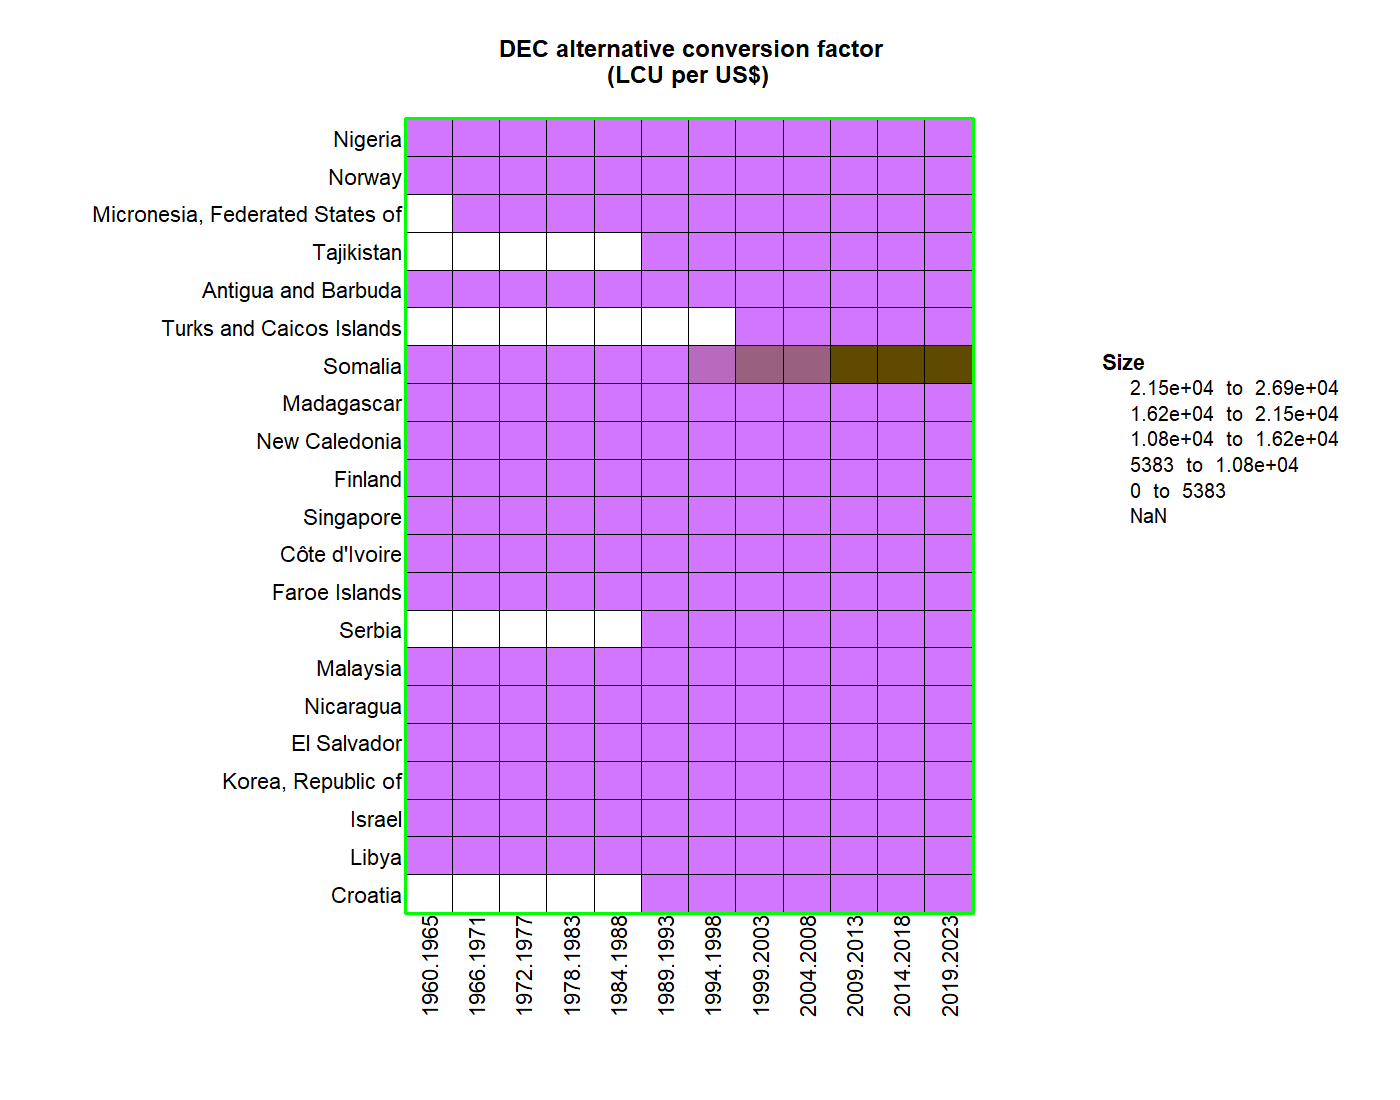 DEC alternative conversion factor
(LCU per US$)
Nigeria
Norway
Micronesia, Federated States of
Tajikistan
Antigua and Barbuda
Turks and Caicos Islands
Somalia
Madagascar
New Caledonia
Finland
Singapore
Côte d'Ivoire
Faroe Islands
Serbia
Malaysia
Nicaragua
El Salvador
Korea, Republic of
Israel
Libya
Croatia
1960.1965
1966.1971
1972.1977
1978.1983
1984.1988
1989.1993
1994.1998
1999.2003
2004.2008
2009.2013
2014.2018
2019.2023
Size
2.15e+04 to 2.69e+04
1.62e+04 to 2.15e+04
1.08e+04 to 1.62e+04
5383 to 1.08e+04
0 to 5383
NaN